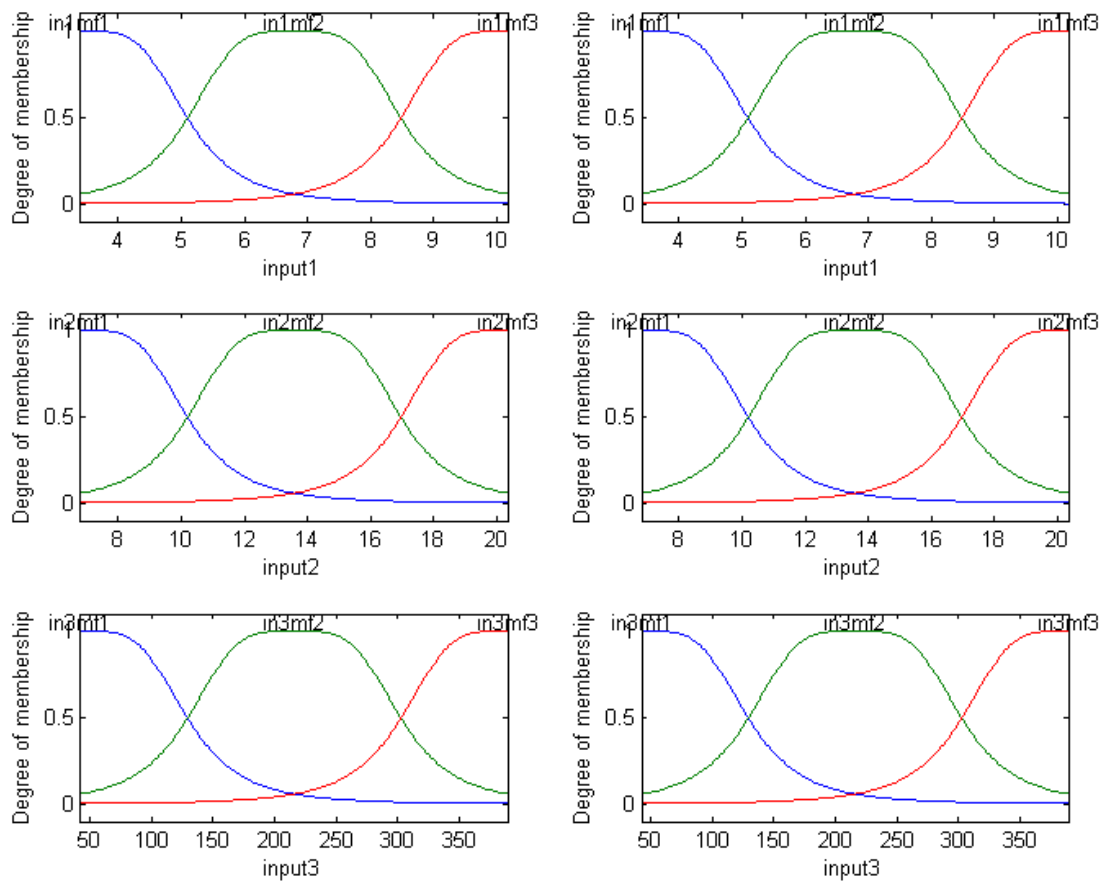 in1mf1 in1mf2 in1mf3
1
0.5
0
Degree of membership
4 5 6 7 8 9 10
input1
in1mf1 in1mf2 in1mf3
1
0.5
0
Degree of membership
4 5 6 7 8 9 10
input1
in2mf1 in2mf2 in2mf3
1
0.5
0
Degree of membership
8 10 12 14 16 18 20
input2
in2mf1 in2mf2 in2mf3
1
0.5
0
Degree of membership
8 10 12 14 16 18 20
input2
in3mf1 in3mf2 in3mf3
1
0.5
0
Degree of membership
50 100 150 200 250 300 350
input3
in3mf1 in3mf2 in3mf3
1
0.5
0
Degree of membership
50 100 150 200 250 300 350
input3